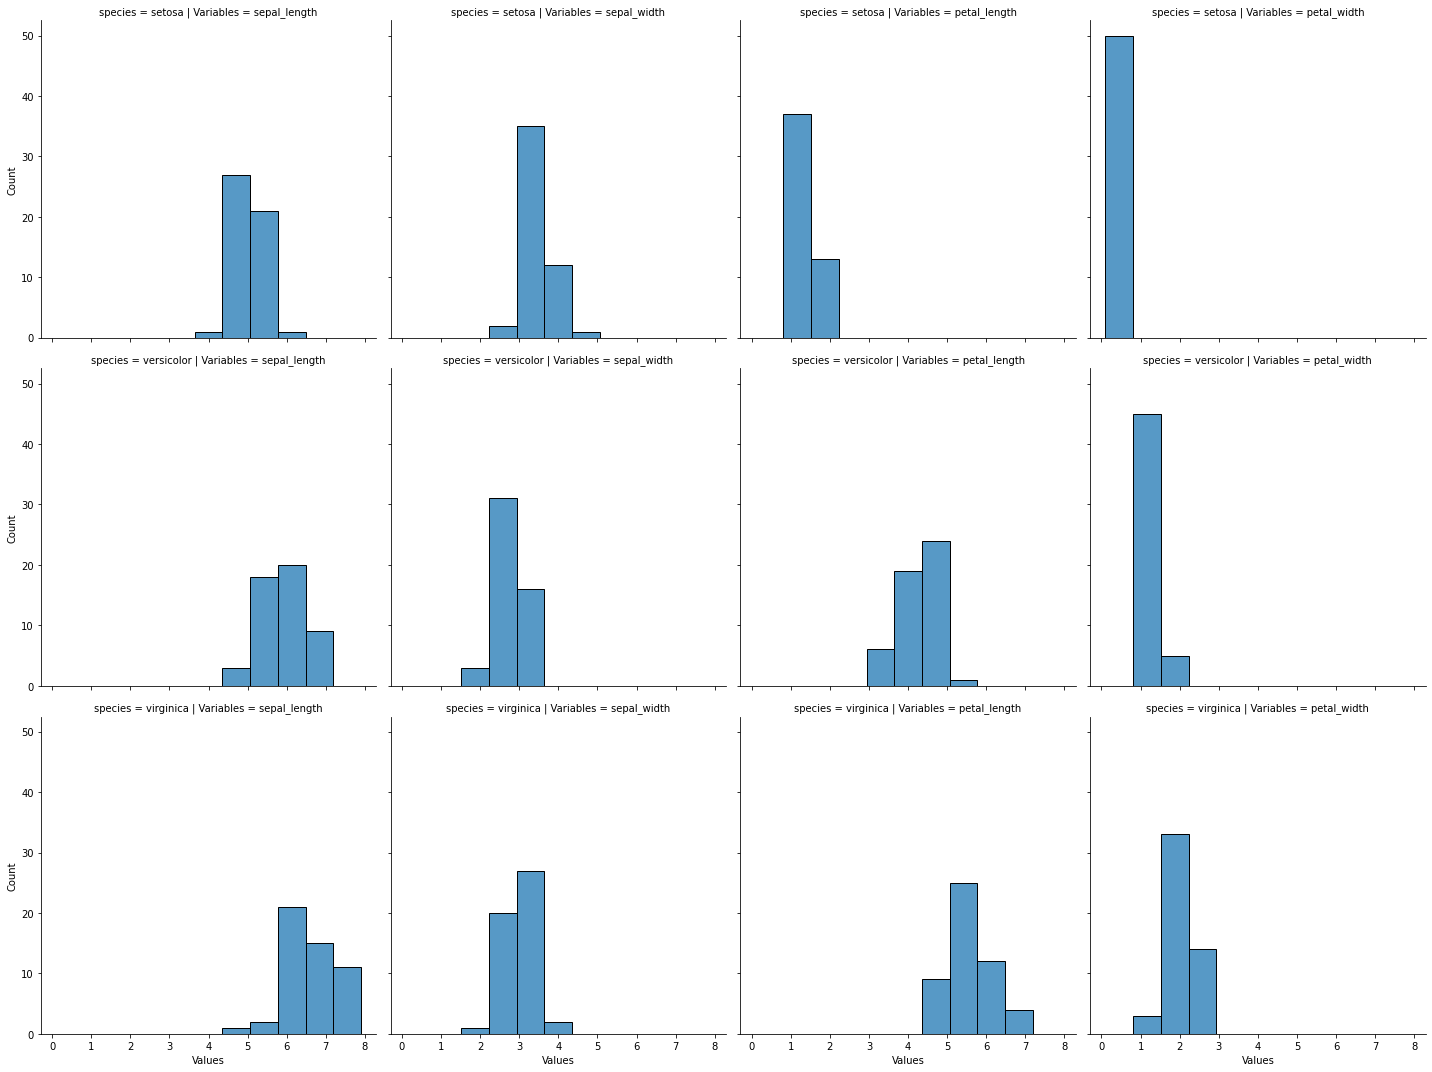 species = setosa | Variables = sepal_length
species = setosa | Variables = sepal_width
species = setosa | Variables = petal_length
species = setosa | Variables = petal_width
50
40
30
20
10
0
Count
species = versicolor | Variables = sepal_length
species = versicolor | Variables = sepal_width
species = versicolor | Variables = petal_length
species = versicolor | Variables = petal_width
50
40
30
20
10
0
Count
species = virginica | Variables = sepal_length
species = virginica | Variables = sepal_width
species = virginica | Variables = petal_length
species = virginica | Variables = petal_width
50
40
30
20
10
0
Count
0 1 2 3 4 5 6 7 8
Values
0 1 2 3 4 5 6 7 8
Values
0 1 2 3 4 5 6 7 8
Values
0 1 2 3 4 5 6 7 8
Values